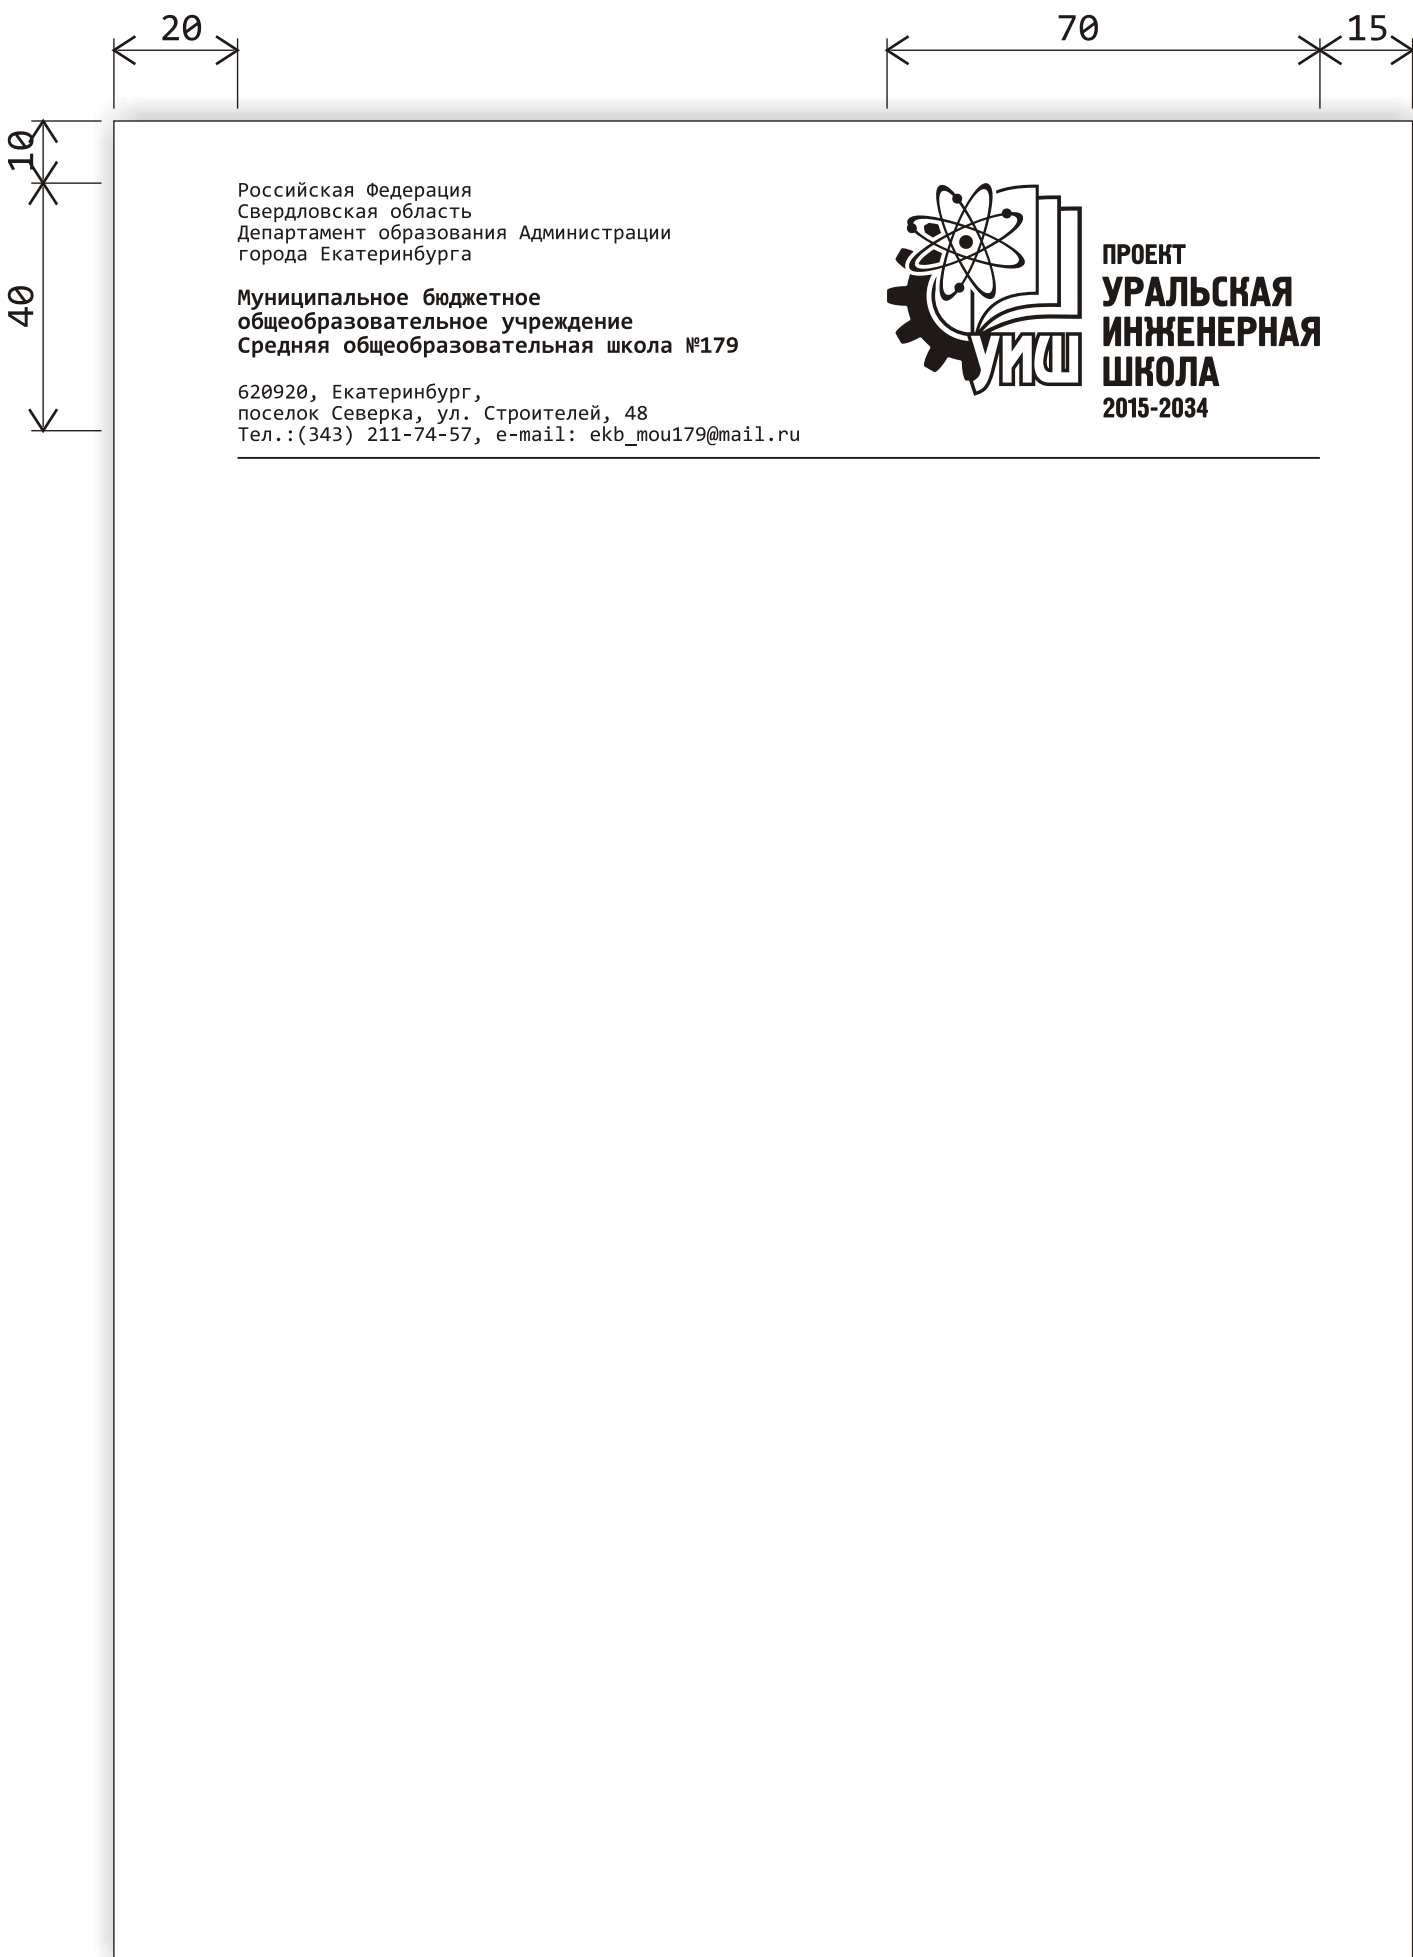 20
70
15
10
40
Российская Федерация
Свердловская область
Департамент образования Администрации
города Екатеринбурга
Муниципальное бюджетное
общеобразовательное учреждение
Средняя общеобразовательная школа №179
620920, Екатеринбург,
поселок Северка, ул. Строителей, 48
Тел.:(343) 211-74-57, e-mail: ekb_mou179@mail.ru
УИШ
ПРОЕКТ
УРАЛЬСКАЯ
ИНЖЕНЕРНАЯ
ШКОЛА
2015-2034